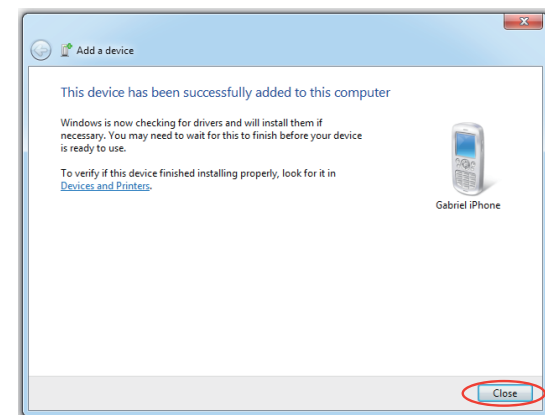 Add a device
This device has been successfully added to this computer
Windows is now checking for drivers and will install them if
necessary. You may need to wait for this to finish before your device
is ready to use.
To verify if this device finished installing properly, look for it in
Devices and Printers.
Gabriel iPhone
Close